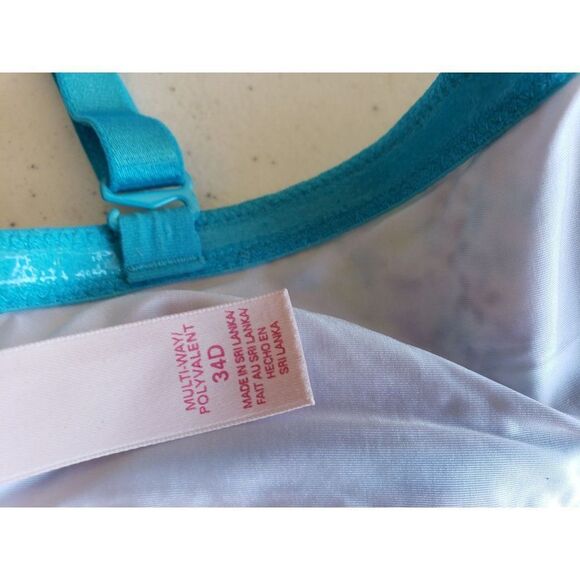 MULTI-WAY/
POLYVALENT
34D
MADE IN SRI LANKA/
FAIT AU SRI LANKA/
HECHO EN
SRI LANKA